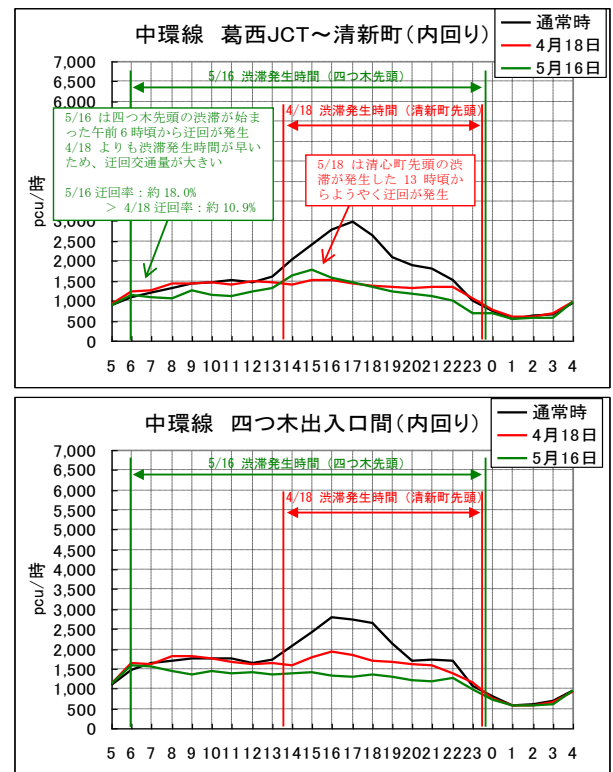 中環線 葛西JCT～清新町(内回り)
通常時
4月18日
5月16日
7,000
6,500
6,000
5/16 渋滞発生時間（四つ木先頭）
4/18 渋滞発生時間（清新町先頭）
5/16 は四つ木先頭の渋滞が始ま
った午前6時頃から迂回が発生
4/18 よりも渋滞発生時間が早い
ため、迂回交通量が大きい
5/16 迂回率：約 18.0%
＞ 4/18 迂回率：約 10.9%
5/18 は清心町先頭の渋
滞が発生した 13 時頃か
らようやく迂回が発生
pcu/時
3,000
2,500
2,000
1,500
1,000
500
0
5 6 7 8 9 10 11 12 13 14 15 16 17 18 19 20 21 22 23 0 1 2 3 4
中環線 四つ木出入口間(内回り)
通常時
4月18日
5月16日
7,000
6,500
6,000
5,500
5,000
4,500
4,000
3,500
3,000
2,500
2,000
1,500
1,000
500
0
5/16 渋滞発生時間（四つ木先頭）
4/18 渋滞発生時間（清新町先頭）
pcu/時
5 6 7 8 9 10 11 12 13 14 15 16 17 18 19 20 21 22 23 0 1 2 3 4